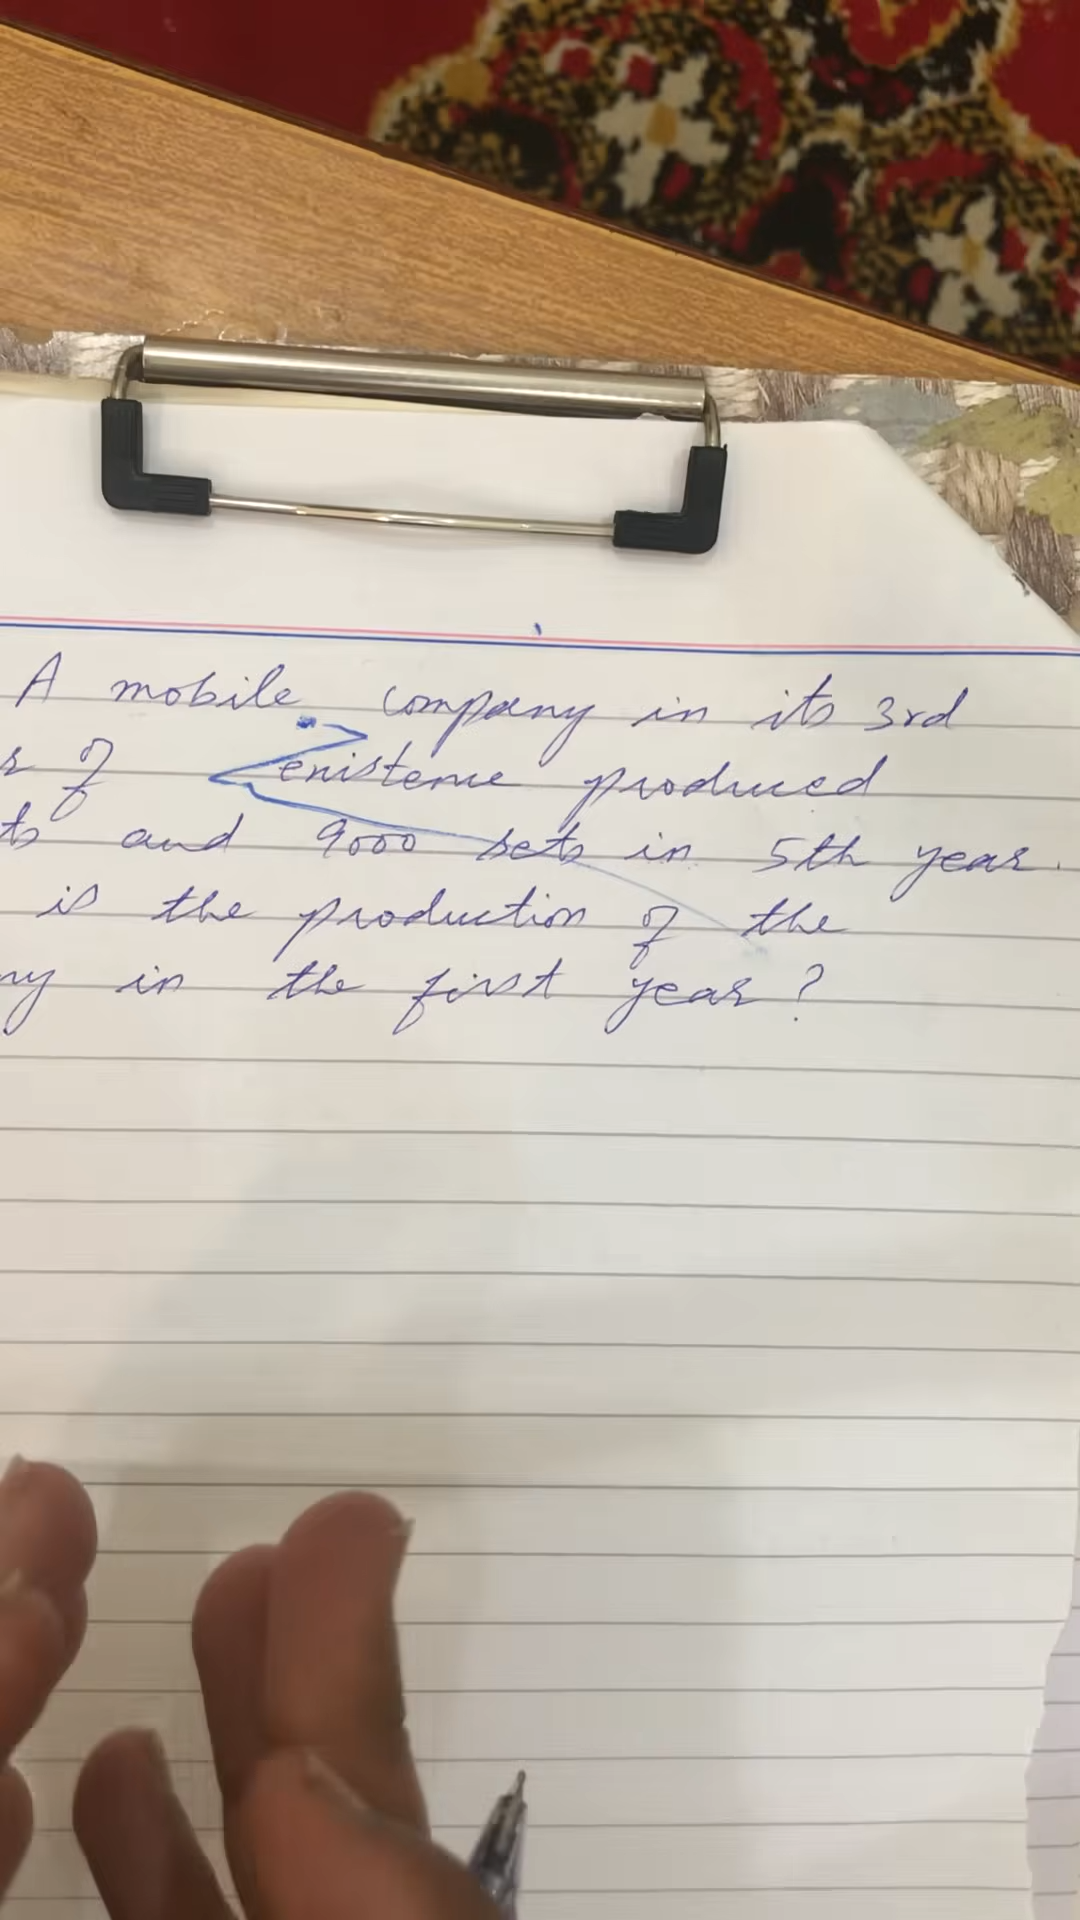 A mobile company in its 3rd
of enistence produced
and 9000 sets in 5th year.
is the production of the
in the first year?